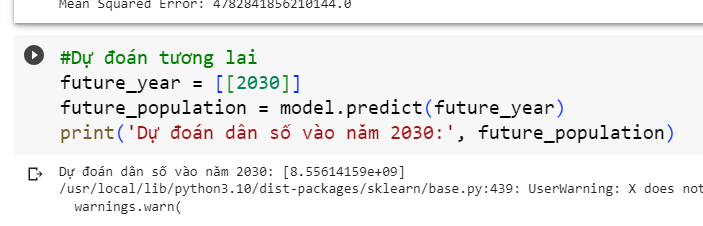 Mean Squared Error: 4782841856210144.0
#Dự đoán tương lai
future_year = [[2030]]
future_population = model.predict(future_year)
print('Dự đoán dân số vào năm 2030:', future_population)
Dự đoán dân số vào năm 2030: [8.55614159e+09]
/usr/local/lib/python3.10/dist-packages/sklearn/base.py:439: UserWarning: X does not
warnings.warn(